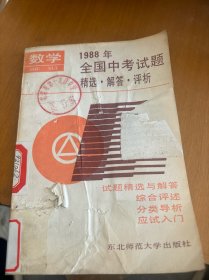 数学
1988年
全国中考试题
精选·解答·评析
试题精选与解答
综合评述
分类导析
应试入门
东北师范大学出版社